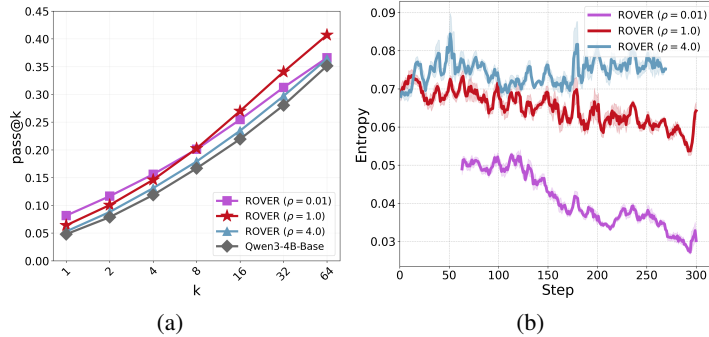 0.45
0.40
0.35
0.30
0.25
0.20
0.15
0.10
0.05
0.00
pass@k
1 2 4 8 16 32 64
k
ROVER (ρ = 0.01)
ROVER (ρ = 1.0)
ROVER (ρ = 4.0)
Qwen3-4B-Base
(a)
0.09
0.08
0.07
0.06
0.05
0.04
0.03
Entropy
0 50 100 150 200 250 300
Step
ROVER (ρ = 0.01)
ROVER (ρ = 1.0)
ROVER (ρ = 4.0)
(b)